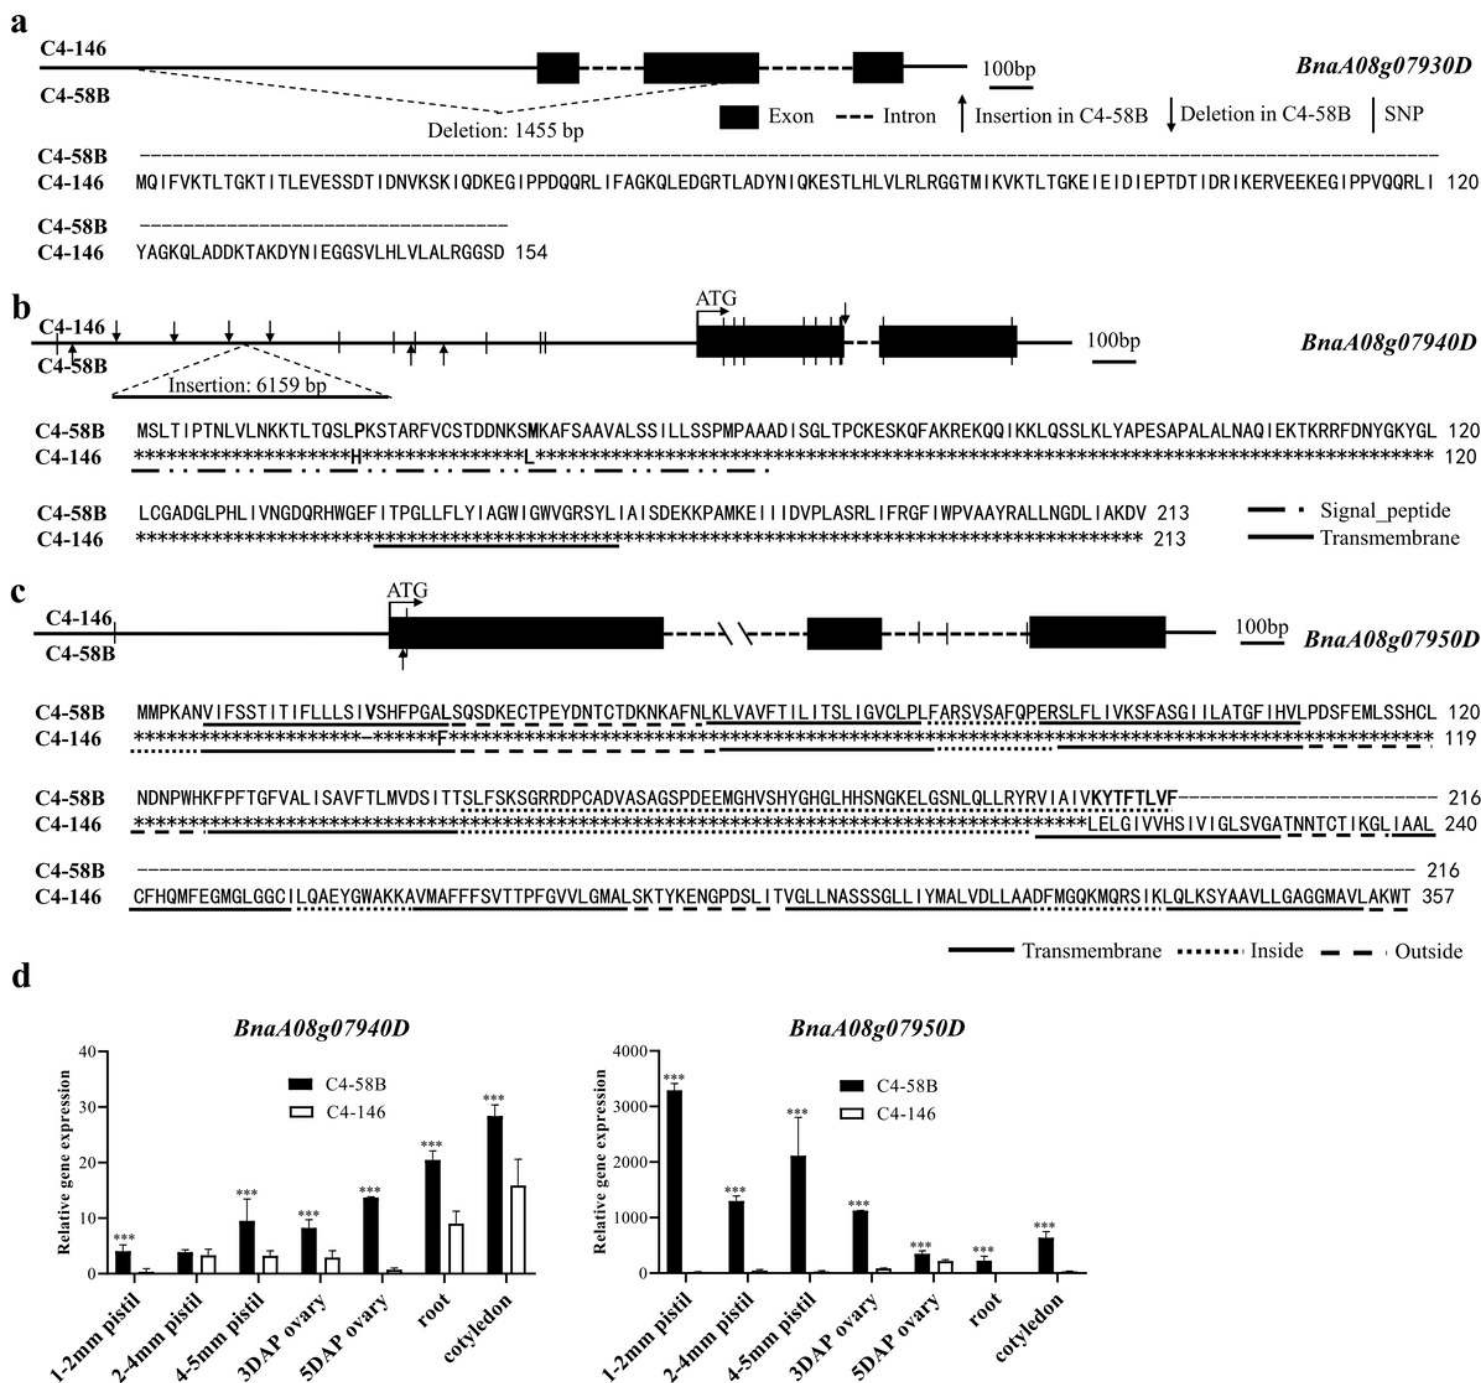 a
C4-146
C4-58B
Deletion: 1455 bp
100bp
BnaA08g07930D
Exon
Intron
Insertion in C4-58B
Deletion in C4-58B
SNP
C4-58B --------------------
C4-146 MQIFVKTLTGKTITLEVESSDTIDNVKSKIQDKEGIPPDQQRLIFAGKQLEDGRTLADYNIQKESTLHLVLRLRGGTMIKVKTLTGKEIEIDIEPTDTIDRIKERVEEKEGIPPVQQRLI 120
C4-58B --------------------
C4-146 YAGKQLADDKTAKDYNIEGGSVLHLVLALRGGSD 154
b
C4-146
C4-58B
ATG
100bp
BnaA08g07940D
Insertion: 6159 bp
C4-58B MSLTIPTNLVLNKKTLTQSLPKSTARFVCSTDDNKSMKAFSAAVALSSILLSSPMPAAADISGLTPCKESKQFAKREKQQIKKLQSSLKLYAPESAPALALNAQIEKTKRRFDNYGKYGL 120
C4-146 ********************H***************L*********************************************************************************** 120
C4-58B LCGADGLPHLIVNGDQRHWGEFITPGLLFLYIAGWIGWVGRSYLIAISDEKKPAMKEIIIDVPLASRLIFRGFIWPVAAYRALLNGDLIAKDV 213
C4-146 ********************************************************************************************* 213
Signal_peptide
Transmembrane
c
C4-146
C4-58B
ATG
100bp
BnaA08g07950D
C4-58B MMPKANVIFSSTITIFLLLSIVSHFPGALSQSDKECTPEYDNTCTDKNKAFNLKLVAVFTILITSLIGVCLPLFARSVSAFQPERSLFLIVKSFASGIILATGFIHVLPDSFEMLSSHCL 120
C4-146 *********************-******F******************************************************************************************* 119
C4-58B NDNPWHKFPFTGFVALISAVFTLMVDSITTSLFSKSGRRDPCADVASAGSPDEEMGHVSHYGHGLHHSNGKELGSNLQLLRYRVIAIVKYTFTLVF------------------------ 216
C4-146 ****************************************************************************************LELGIVVHSIVIGLSVGATNNTCTIKGLIAAL 240
C4-58B -------------------- 216
C4-146 CFHQMFEGMGLGGCILQAEYGWAKKAVMAFFFSVTTPFGVVLGMALSKTYKENGPDSLITVGLLNASSSGLLIYMALVDLLAADFMGQKMQRSIKLQLKSYAAVLLGAGGMAVLAKWT 357
Transmembrane
Inside
Outside
d
BnaA08g07940D
Relative gene expression
40
30
20
10
0
C4-58B
C4-146
***
***
***
***
***
***
1-2mm pistil
2-4mm pistil
4-5mm pistil
3DAP ovary
5DAP ovary
root
cotyledon
BnaA08g07950D
Relative gene expression
4000
3000
2000
1000
0
C4-58B
C4-146
***
***
***
***
***
***
***
1-2mm pistil
2-4mm pistil
4-5mm pistil
3DAP ovary
5DAP ovary
root
cotyledon